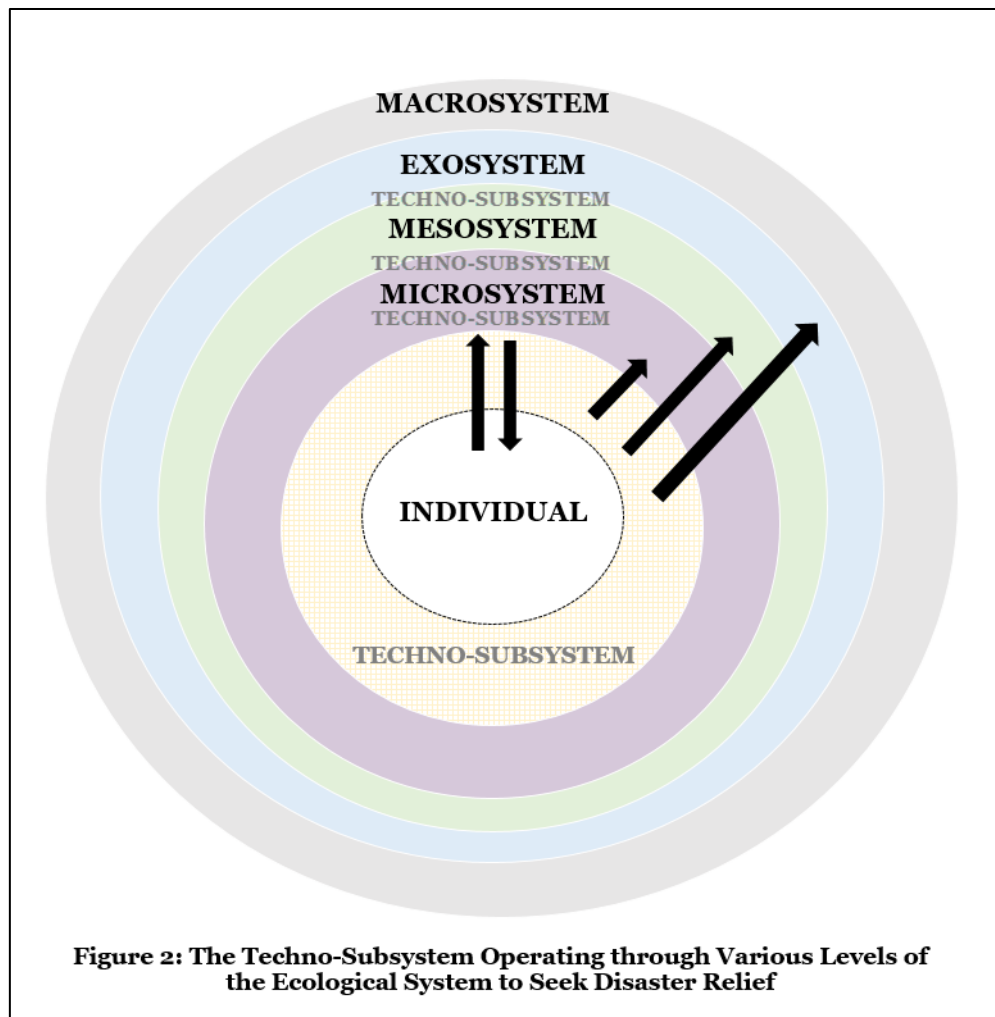 MACROSYSTEM
EXOSYSTEM
TECHNO-SUBSYSTEM
MESOSYSTEM
TECHNO-SUBSYSTEM
MICROSYSTEM
TECHNO-SUBSYSTEM
INDIVIDUAL
TECHNO-SUBSYSTEM
Figure 2: The Techno-Subsystem Operating through Various Levels of
the Ecological System to Seek Disaster Relief